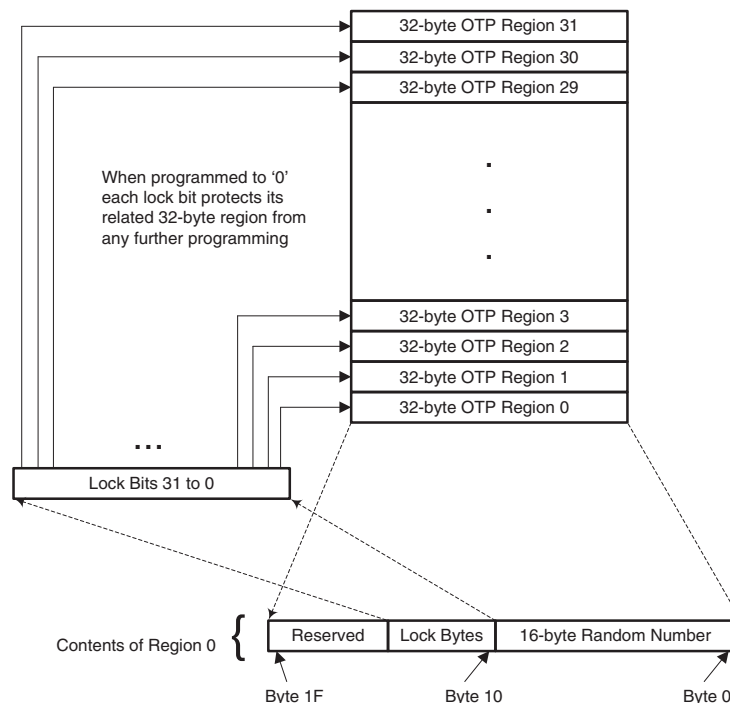 32-byte OTP Region 31
32-byte OTP Region 30
32-byte OTP Region 29
When programmed to ‘0’
each lock bit protects its
related 32-byte region from
any further programming
.
.
.
32-byte OTP Region 3
32-byte OTP Region 2
32-byte OTP Region 1
32-byte OTP Region 0
...
Lock Bits 31 to 0
Contents of Region 0 {
Reserved
Lock Bytes
16-byte Random Number
Byte 1F
Byte 10
Byte 0